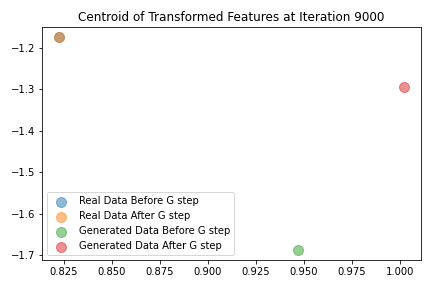 Centroid of Transformed Features at Iteration 9000
−1.2
−1.3
−1.4
−1.5
−1.6
−1.7
Real Data Before G step
Real Data After G step
Generated Data Before G step
Generated Data After G step
0.825 0.850 0.875 0.900 0.925 0.950 0.975 1.000